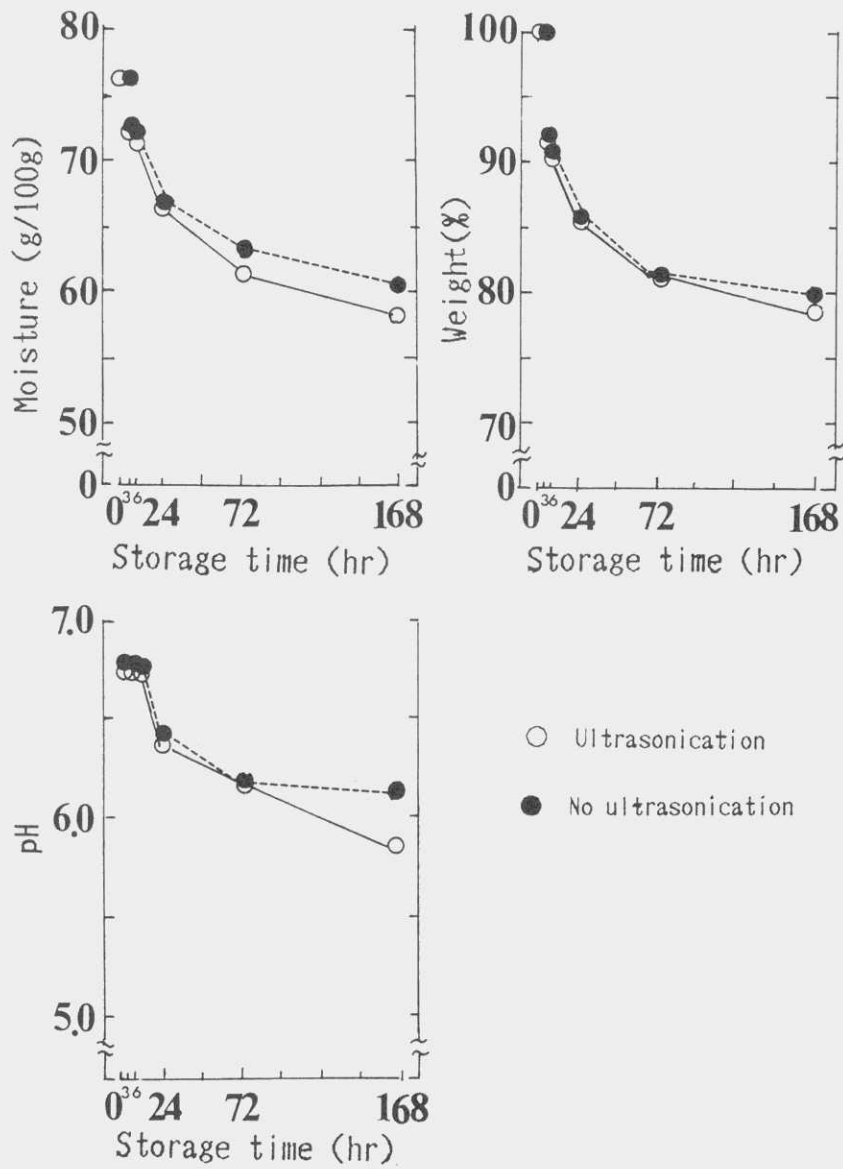 80
70
60
50
0
Moisture (g/100g)
0 3 6 24 72 168
Storage time (hr)
100
90
80
70
0
Weight(%)
0 3 6 24 72 168
Storage time (hr)
7.0
6.0
5.0
pH
0 3 6 24 72 168
Storage time (hr)
Ultrasonication
No ultrasonication